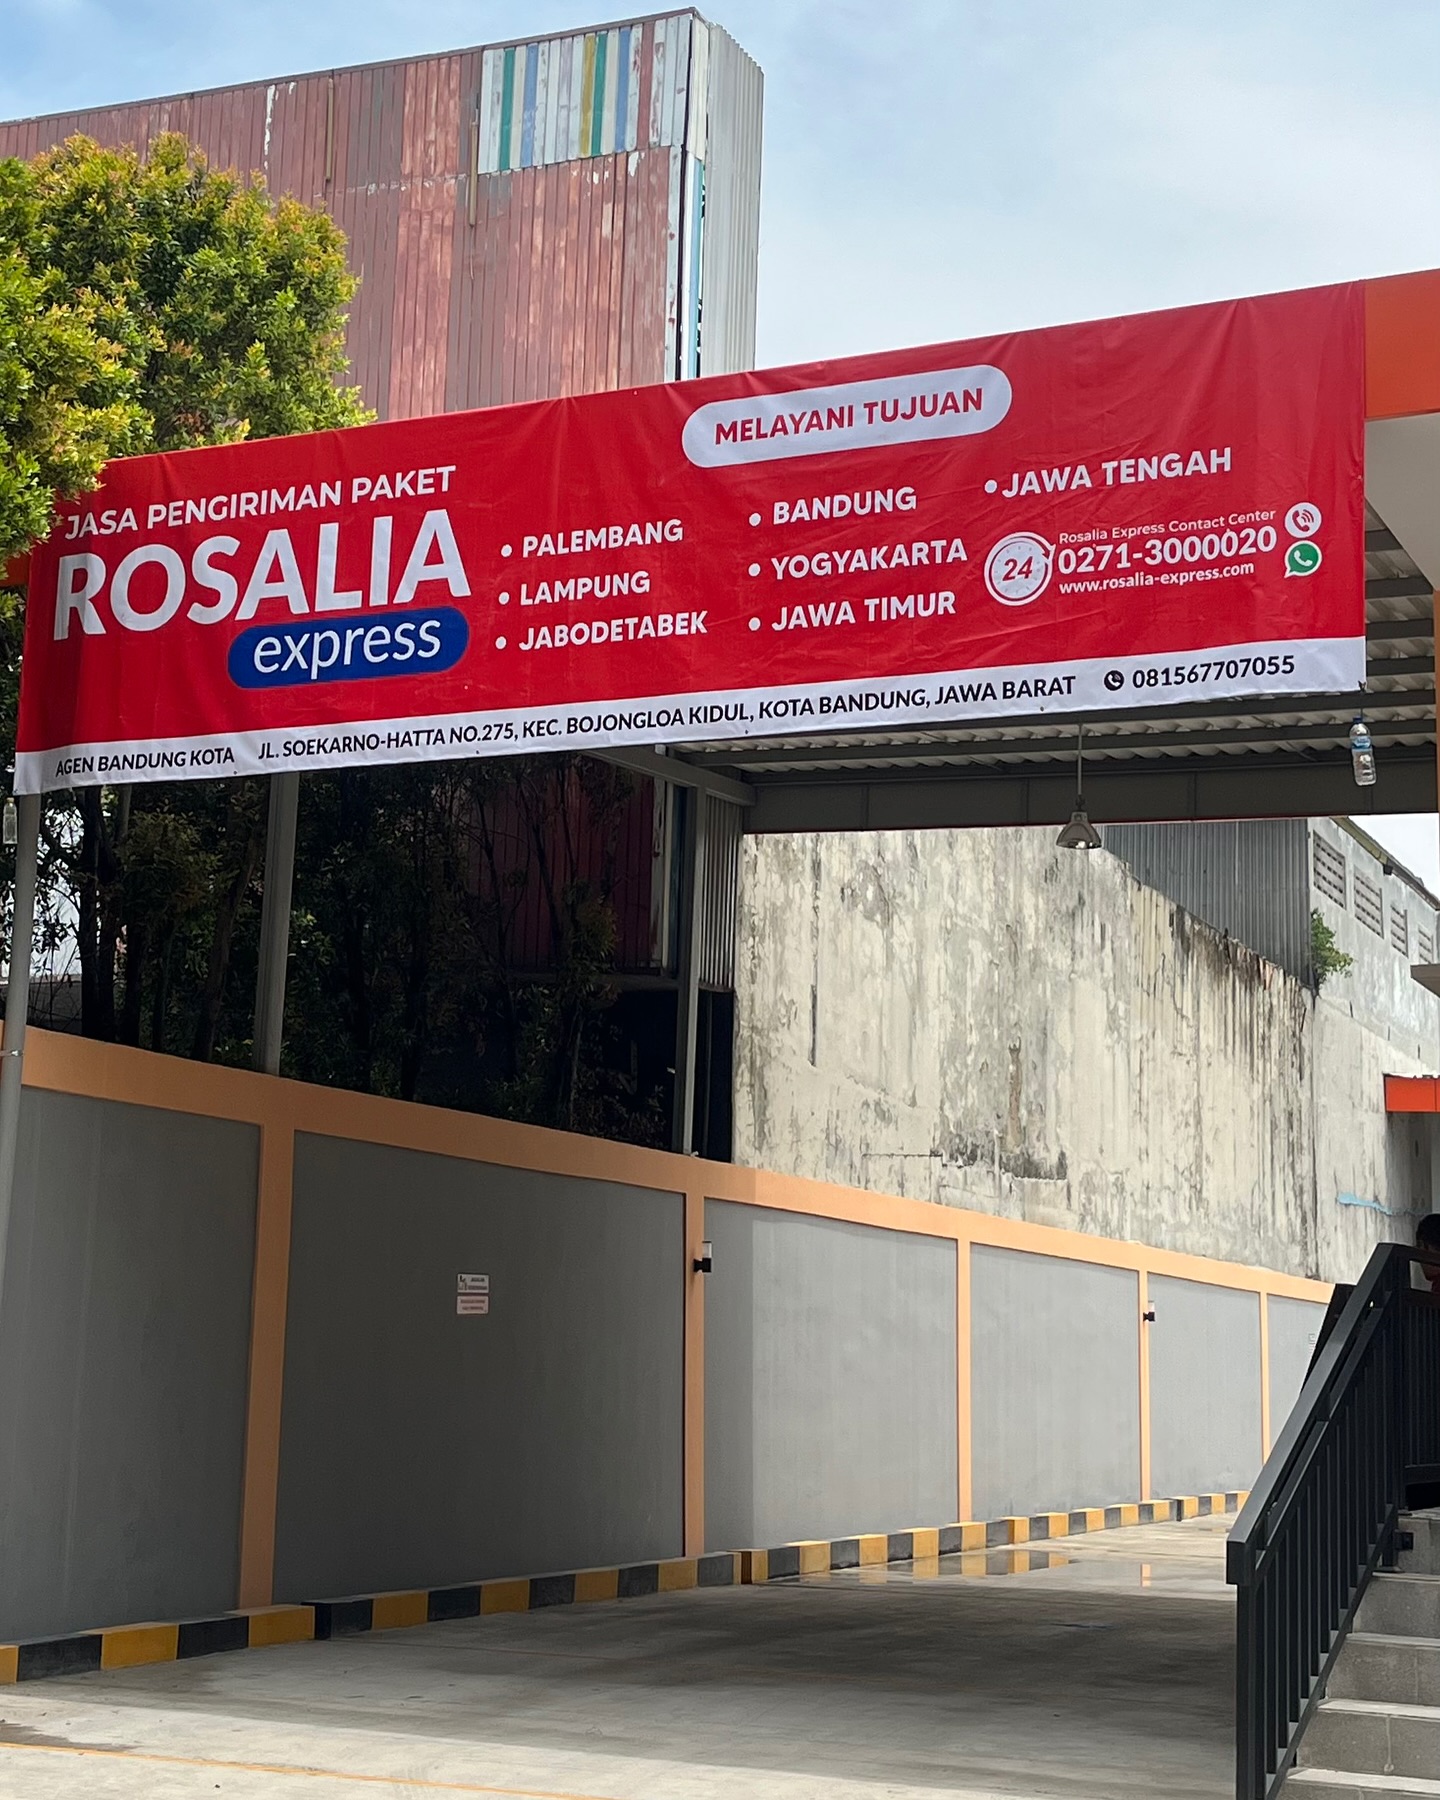 MELAYANI TUJUAN
JASA PENGIRIMAN PAKET
ROSALIA
express
• PALEMBANG
• LAMPUNG
• JABODETABEK
• BANDUNG
• YOGYAKARTA
• JAWA TIMUR
• JAWA TENGAH
24
Rosalia Express Contact Center
0271-3000020
www.rosalia-express.com
AGEN BANDUNG KOTA JL. SOEKARNO-HATTA NO.275, KEC. BOJONGLOA KIDUL, KOTA BANDUNG, JAWA BARAT 081567707055